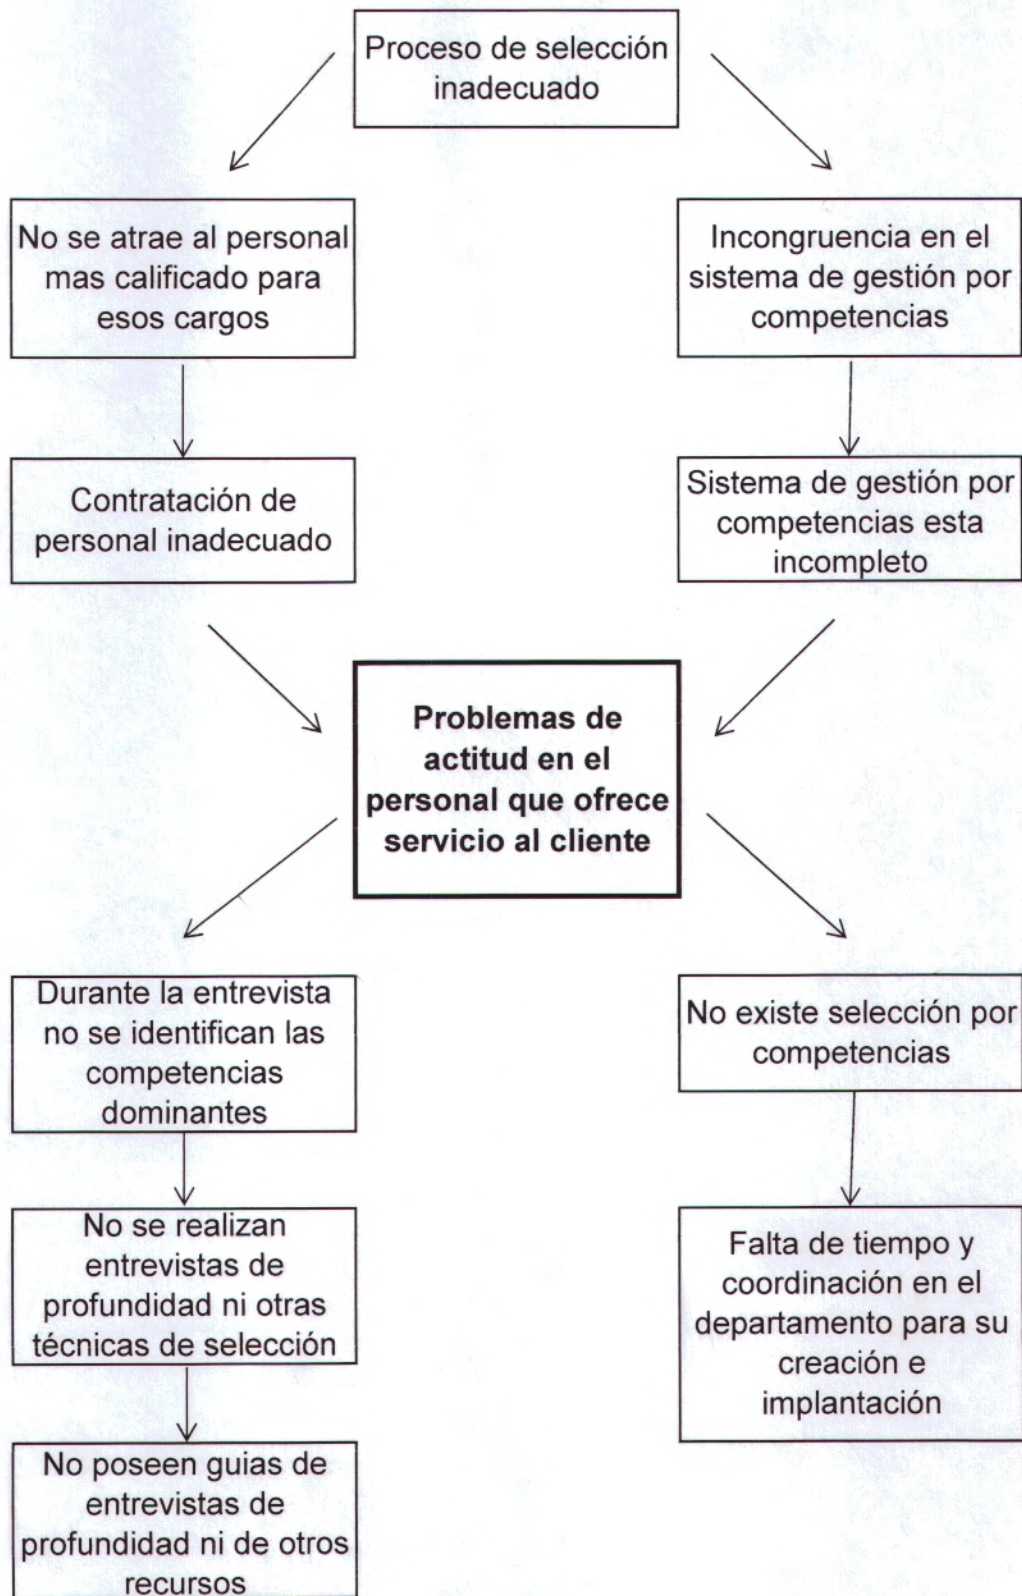 Proceso de selección
inadecuado
No se atrae al personal
mas calificado para
esos cargos
Incongruencia en el
sistema de gestión por
competencias
Contratación de
personal inadecuado
Sistema de gestión por
competencias esta
incompleto
Problemas de
actitud en el
personal que ofrece
servicio al cliente
Durante la entrevista
no se identifican las
competencias
dominantes
No existe selección por
competencias
No se realizan
entrevistas de
profundidad ni otras
técnicas de selección
Falta de tiempo y
coordinación en el
departamento para su
creación e
implantación
No poseen guias de
entrevistas de
profundidad ni de otros
recursos